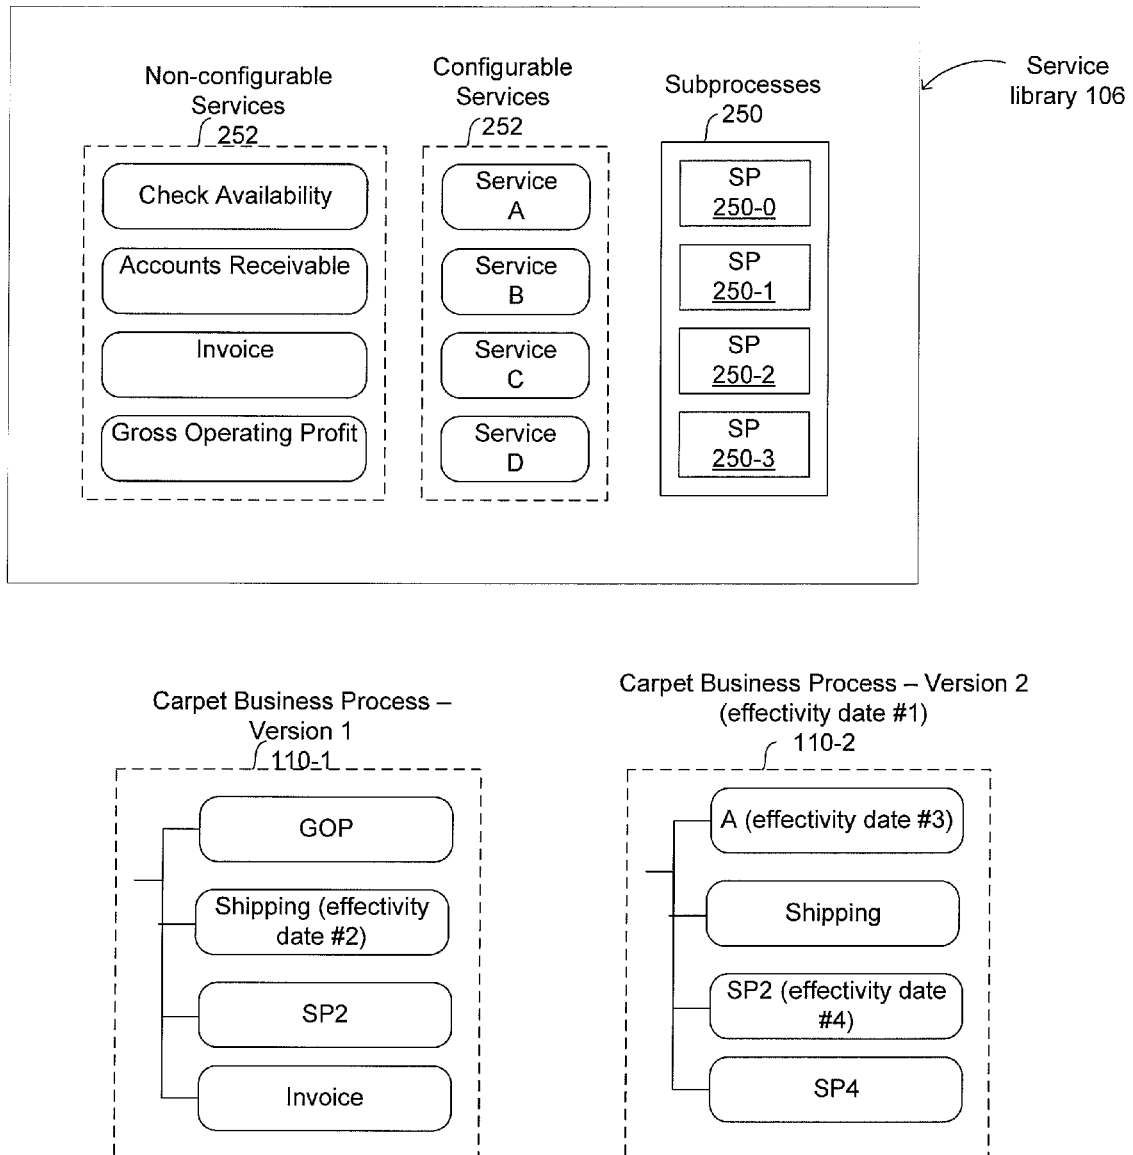 Service
library 106
Non-configurable
Services
252
Check Availability
Accounts Receivable
Invoice
Gross Operating Profit
Configurable
Services
252
Service
A
Service
B
Service
C
Service
D
Subprocesses
250
SP
250-0
SP
250-1
SP
250-2
SP
250-3
Carpet Business Process –
Version 1
110-1
GOP
Shipping (effectivity
date #2)
SP2
Invoice
Carpet Business Process – Version 2
(effectivity date #1)
110-2
A (effectivity date #3)
Shipping
SP2 (effectivity date
#4)
SP4